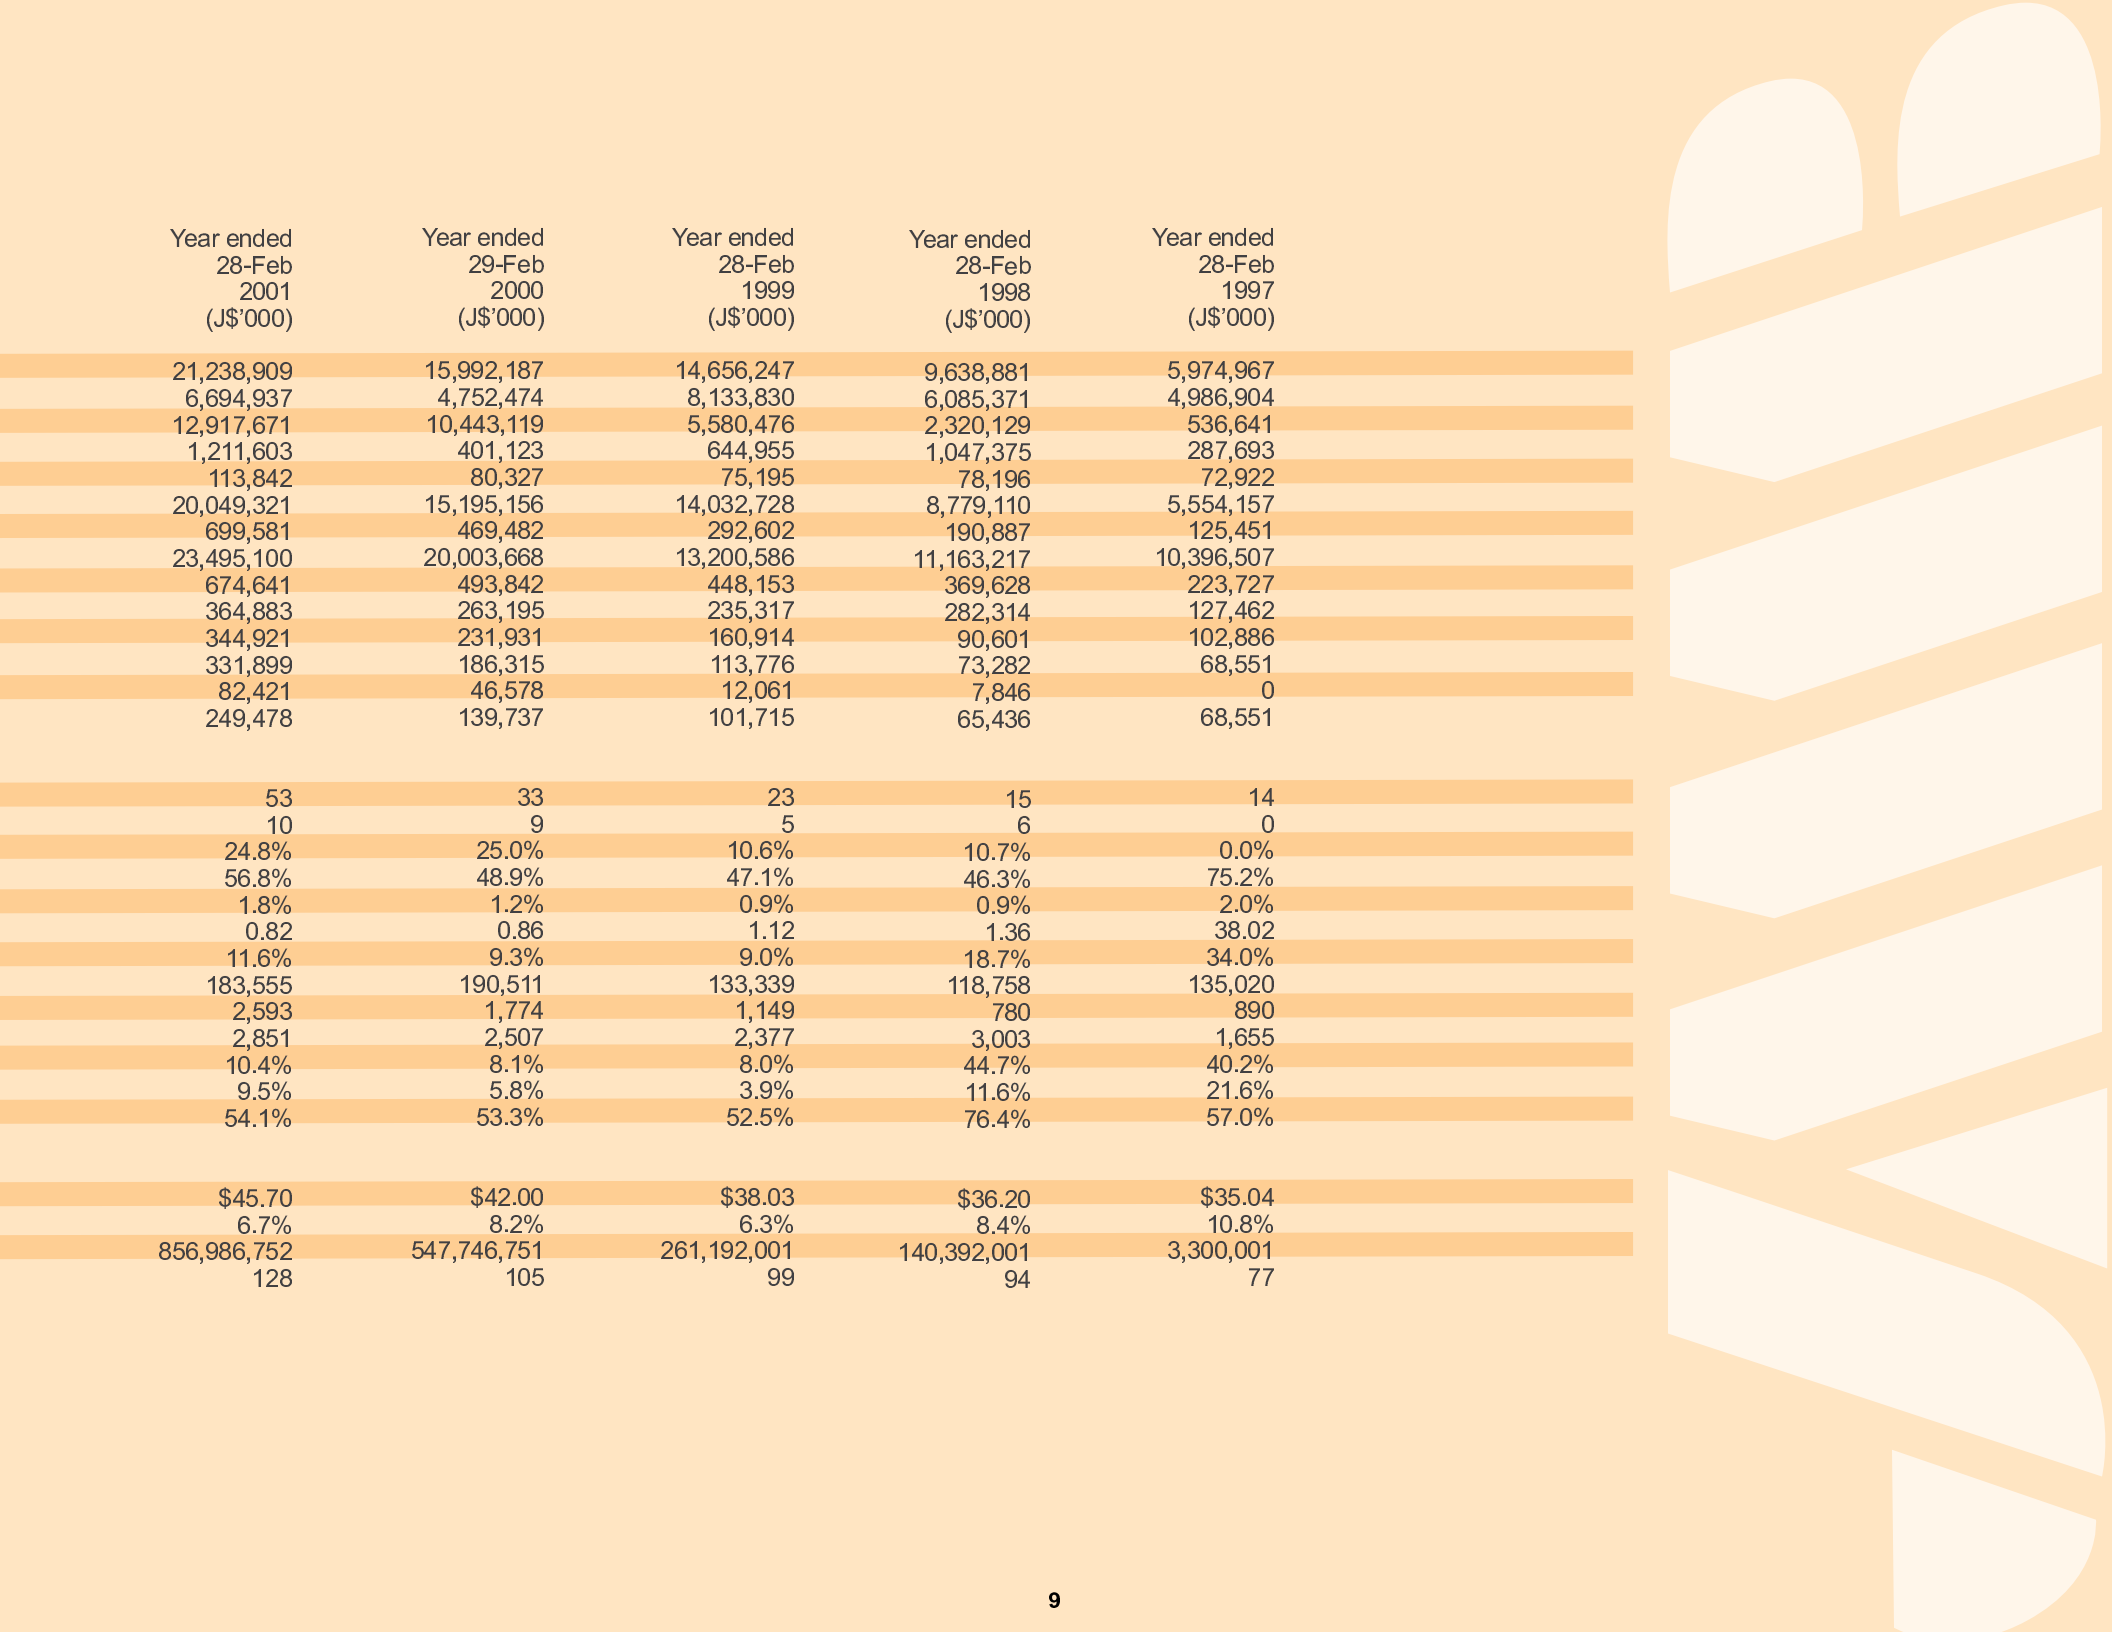 Year ended Year ended Year ended Year ended Year ended
28-Feb 29-Feb 28-Feb 28-Feb 28-Feb
2001 2000 1999 1998 1997
(J$’000) (J$’000) (J$’000) (J$’000) (J$’000)
21,238,909 15,992,187 14,656,247 9,638,881 5,974,967
6,694,937 4,752,474 8,133,830 6,085,371 4,986,904
12,917,671 10,443,119 5,580,476 2,320,129 536,641
1,211,603 401,123 644,955 1,047,375 287,693
113,842 80,327 75,195 78,196 72,922
20,049,321 15,195,156 14,032,728 8,779,110 5,554,157
699,581 469,482 292,602 190,887 125,451
23,495,100 20,003,668 13,200,586 11,163,217 10,396,507
674,641 493,842 448,153 369,628 223,727
364,883 263,195 235,317 282,314 127,462
344,921 231,931 160,914 90,601 102,886
331,899 186,315 113,776 73,282 68,551
82,421 46,578 12,061 7,846 0
249,478 139,737 101,715 65,436 68,551
53 33 23 15 14
10 9 5 6 0
24.8% 25.0% 10.6% 10.7% 0.0%
56.8% 48.9% 47.1% 46.3% 75.2%
1.8% 1.2% 0.9% 0.9% 2.0%
0.82 0.86 1.12 1.36 38.02
11.6% 9.3% 9.0% 18.7% 34.0%
183,555 190,511 133,339 118,758 135,020
2,593 1,774 1,149 780 890
2,851 2,507 2,377 3,003 1,655
10.4% 8.1% 8.0% 44.7% 40.2%
9.5% 5.8% 3.9% 11.6% 21.6%
54.1% 53.3% 52.5% 76.4% 57.0%
$45.70 $42.00 $38.03 $36.20 $35.04
6.7% 8.2% 6.3% 8.4% 10.8%
856,986,752 547,746,751 261,192,001 140,392,001 3,300,001
128 105 99 94 77
9